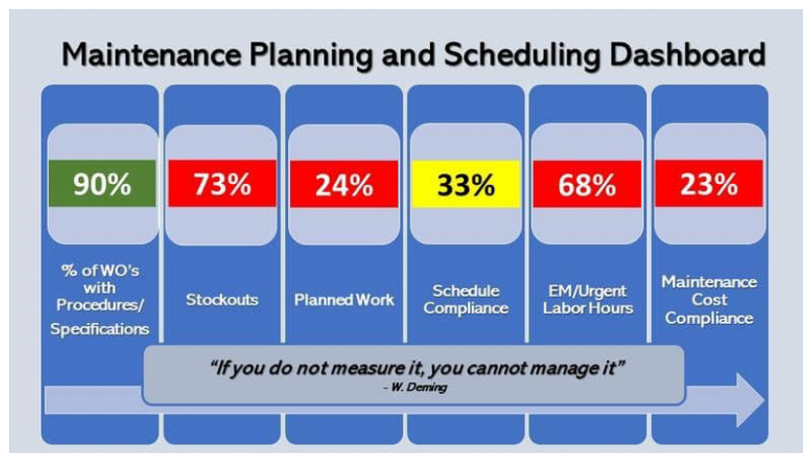 Maintenance Planning and Scheduling Dashboard
90%
73%
24%
33%
68%
23%
% of WO's
with
Procedures/
Specifications
Stockouts
Planned Work
Schedule
Compliance
EM/Urgent
Labor Hours
Maintenance
Cost
Compliance
“If you do not measure it, you cannot manage it”
- W. Deming